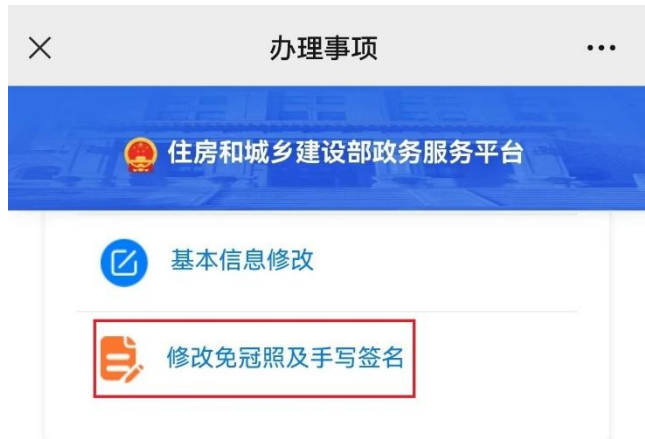 办理事项
住房和城乡建设部政务服务平台
基本信息修改
修改免冠照及手写签名